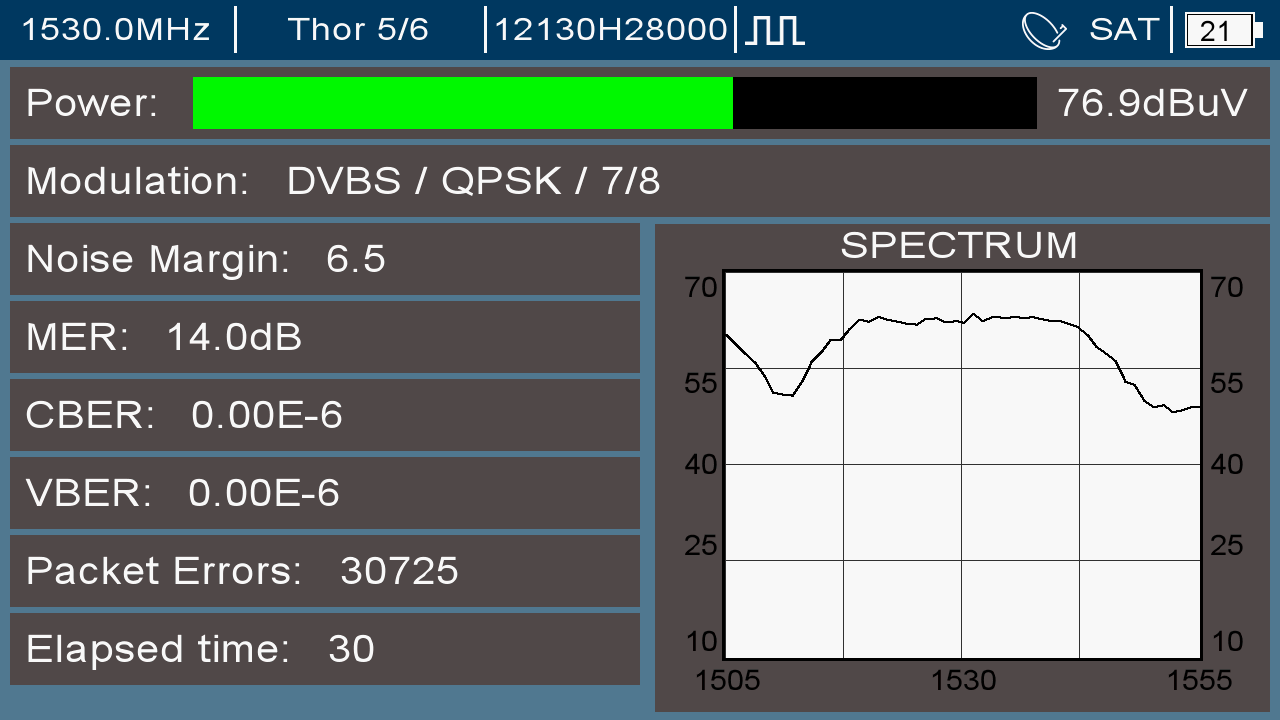 1530.0MHz Thor 5/6 12130H28000 SAT 21
Power: 76.9dBuV
Modulation: DVBS / QPSK / 7/8
Noise Margin: 6.5
MER: 14.0dB
CBER: 0.00E-6
VBER: 0.00E-6
Packet Errors: 30725
Elapsed time: 30
SPECTRUM
70 70
55 55
40 40
25 25
10 10
1505 1530 1555